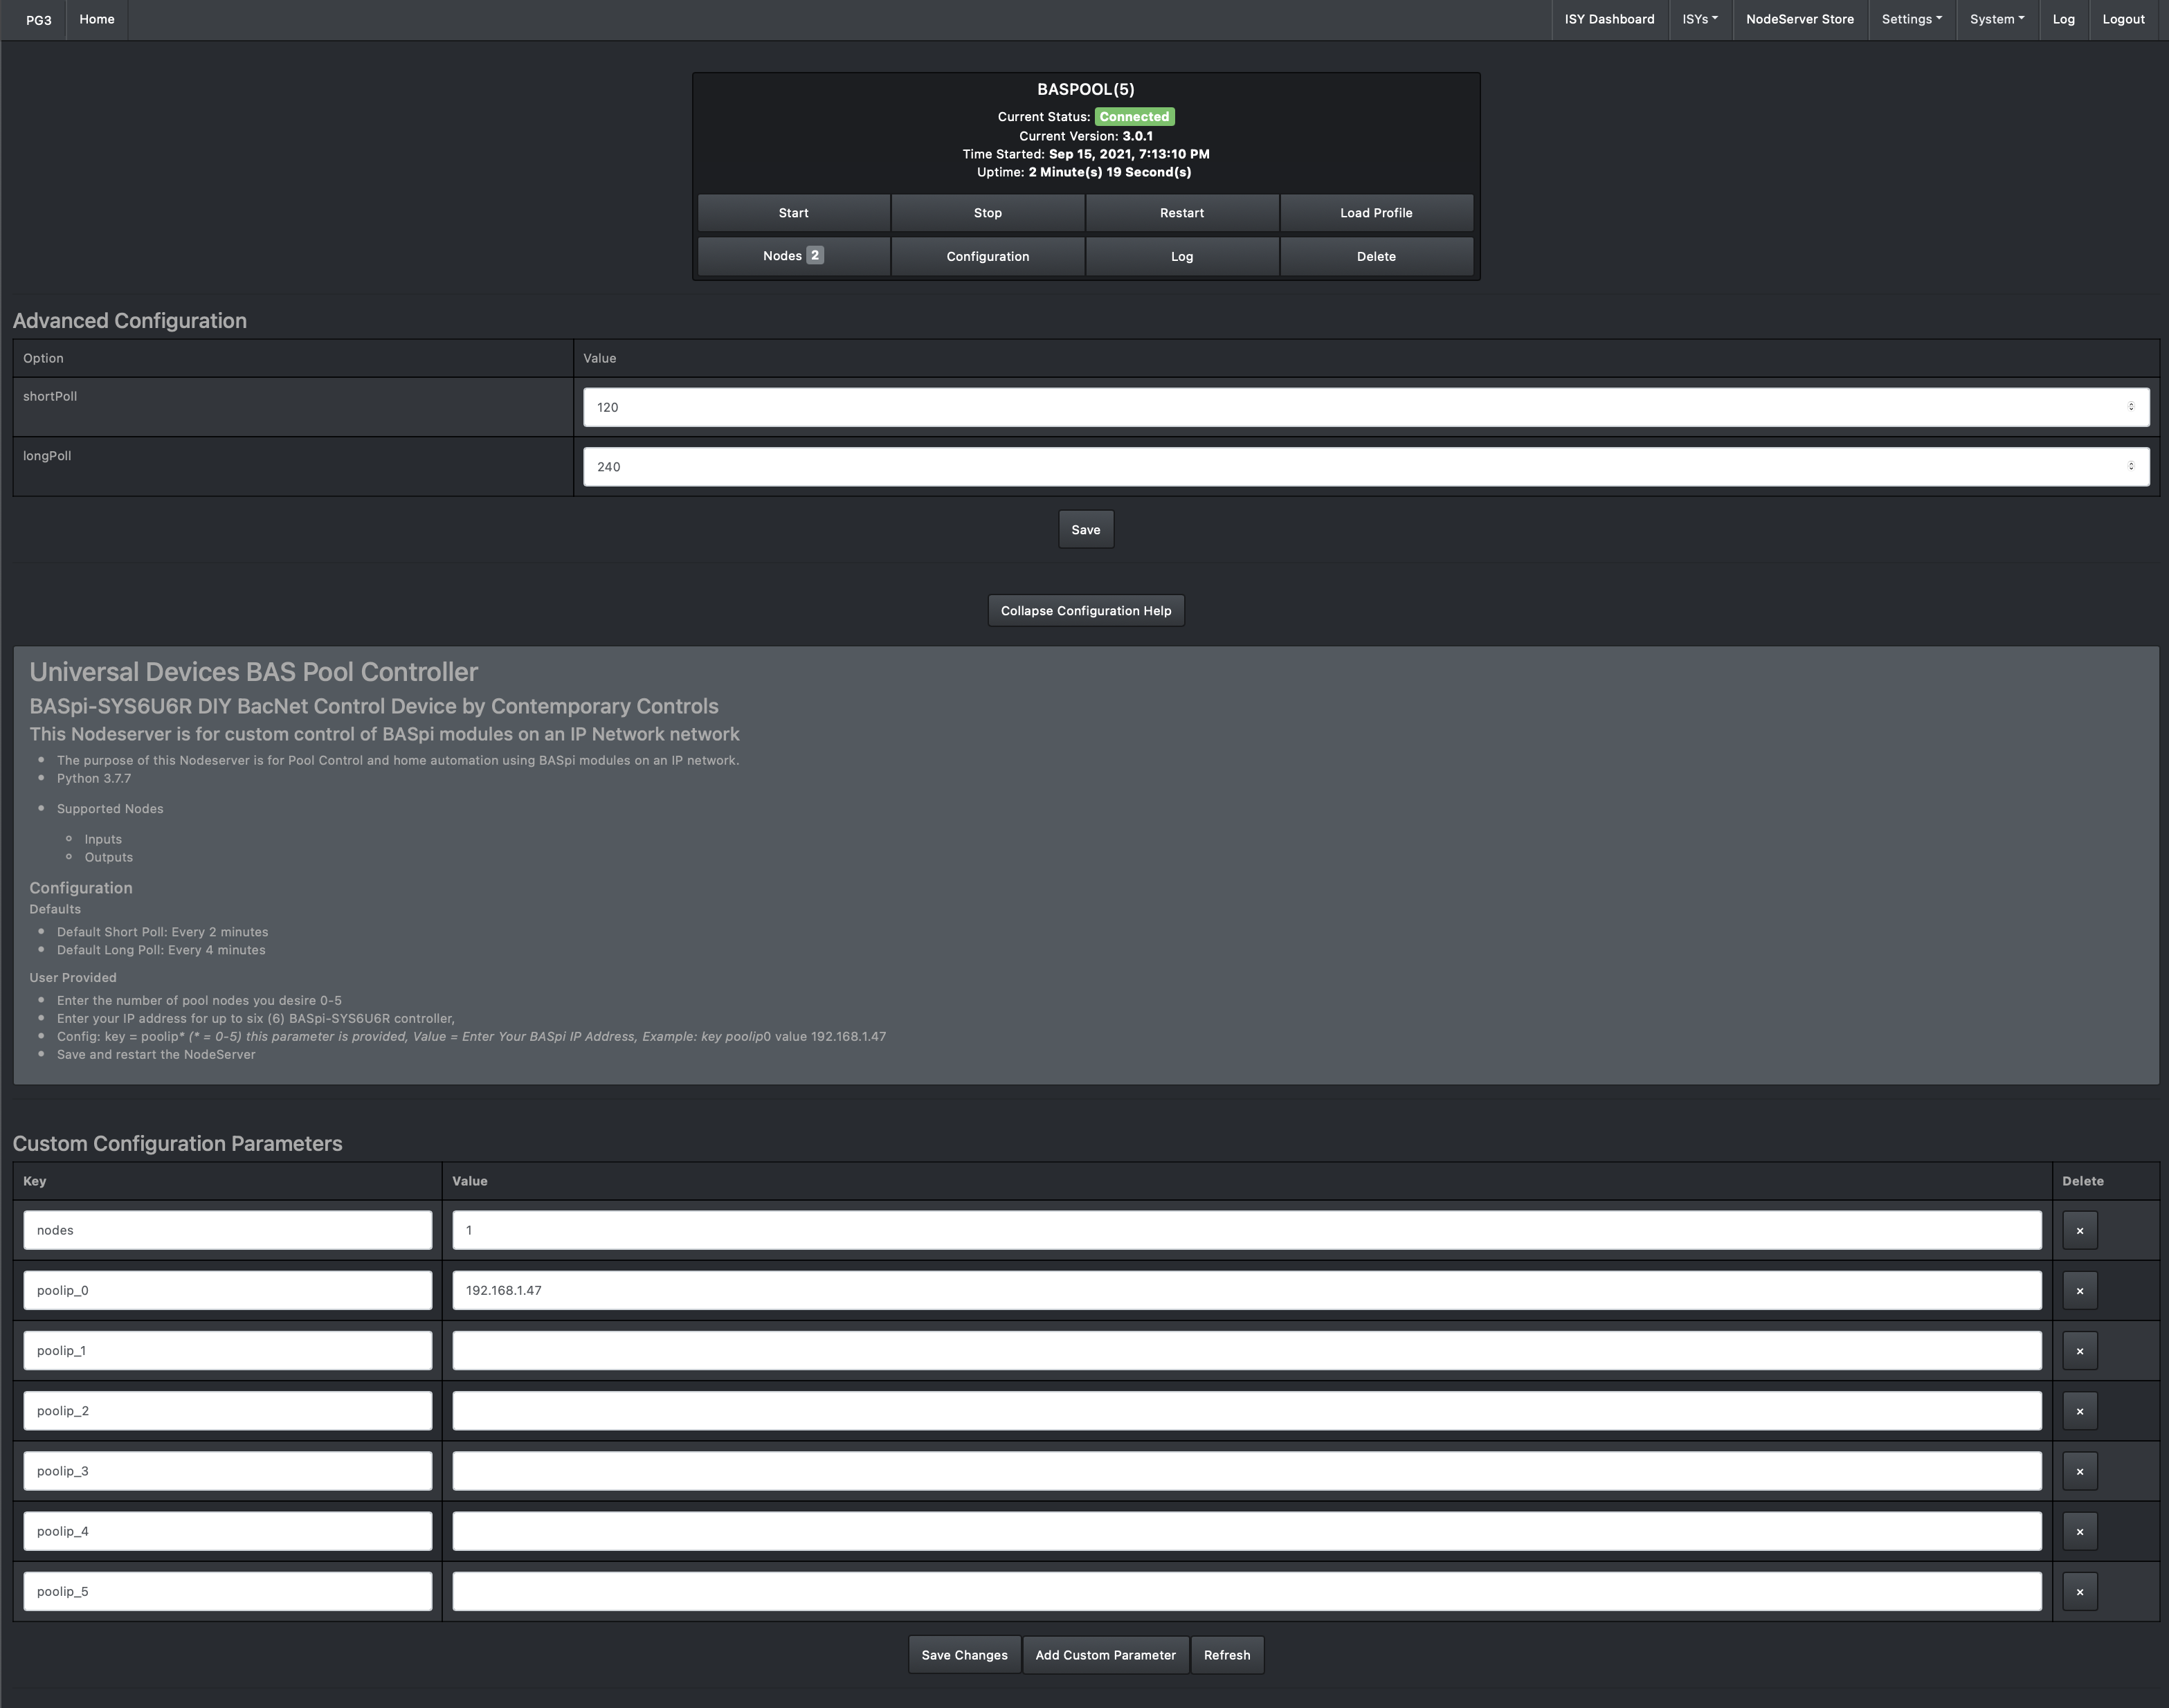 PG3 Home ISY Dashboard ISYs NodeServer Store Settings System Log Logout
BASPOOL(5)
Current Status: Connected
Current Version: 3.0.1
Time Started: Sep 15, 2021, 7:13:10 PM
Uptime: 2 Minute(s) 19 Second(s)
Start Stop Restart Load Profile
Nodes 2 Configuration Log Delete
Advanced Configuration
Option Value
shortPoll 120
longPoll 240
Save
Collapse Configuration Help
Universal Devices BAS Pool Controller
BASpi-SYS6U6R DIY BacNet Control Device by Contemporary Controls
This Nodeserver is for custom control of BASpi modules on an IP Network network
The purpose of this Nodeserver is for Pool Control and home automation using BASpi modules on an IP network.
Python 3.7.7
Supported Nodes
Inputs
Outputs
Configuration
Defaults
Default Short Poll: Every 2 minutes
Default Long Poll: Every 4 minutes
User Provided
Enter the number of pool nodes you desire 0-5
Enter your IP address for up to six (6) BASpi-SYS6U6R controller,
Config: key = poolip* (* = 0-5) this parameter is provided, Value = Enter Your BASpi IP Address, Example: key poolip0 value 192.168.1.47
Save and restart the NodeServer
Custom Configuration Parameters
Key Value Delete
nodes 1 ×
poolip_0 192.168.1.47 ×
poolip_1 ×
poolip_2 ×
poolip_3 ×
poolip_4 ×
poolip_5 ×
Save Changes Add Custom Parameter Refresh